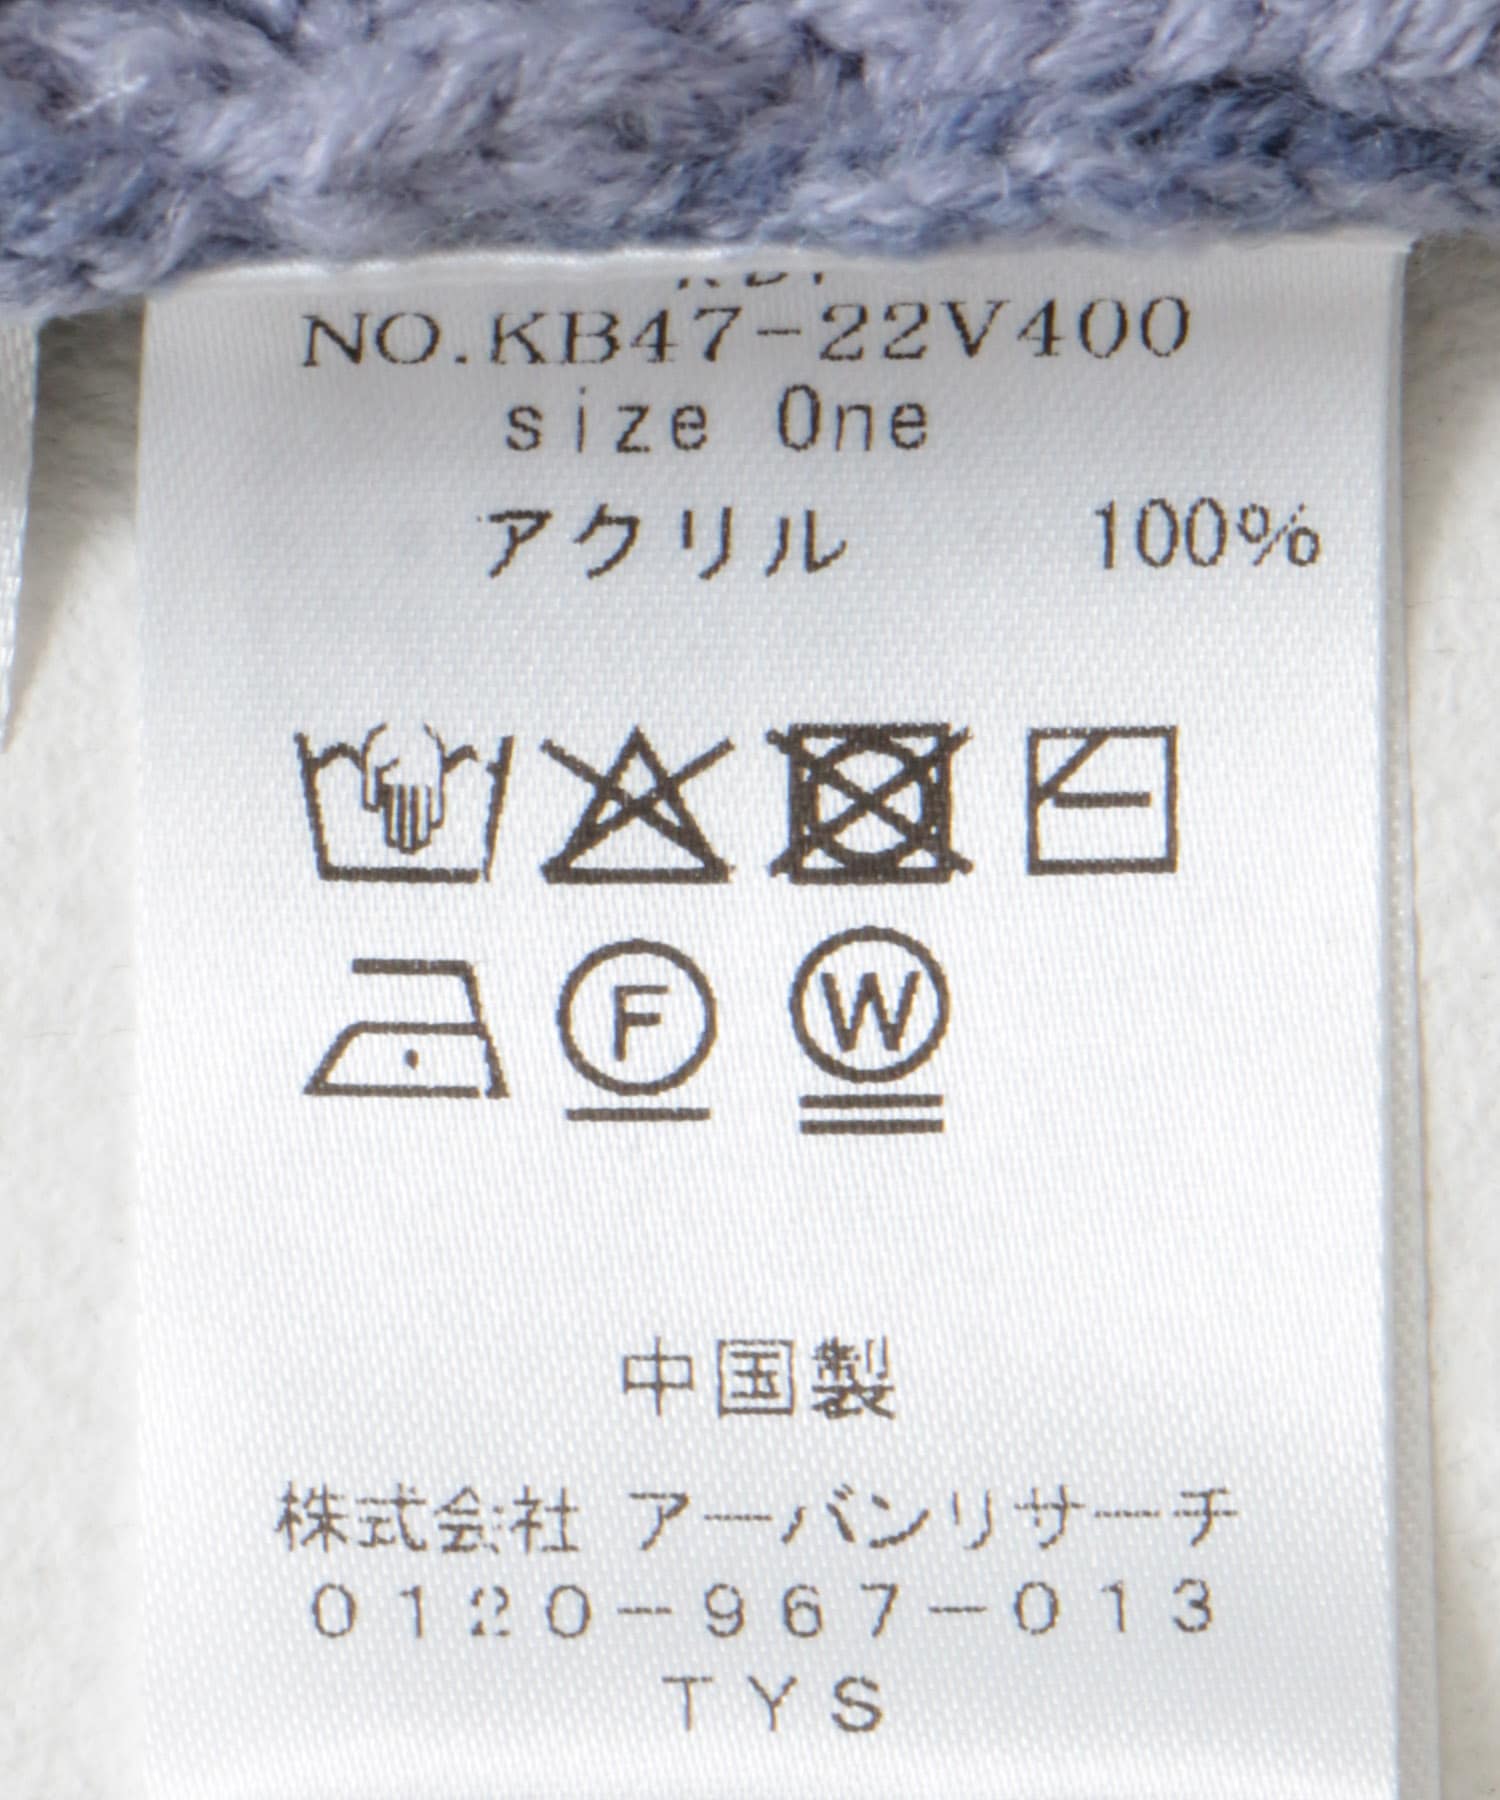 NO.KB47-22V400
size One
アクリル 100%
F W
中国製
株式会社 アーバンリサーチ
0120-967-013
TYS